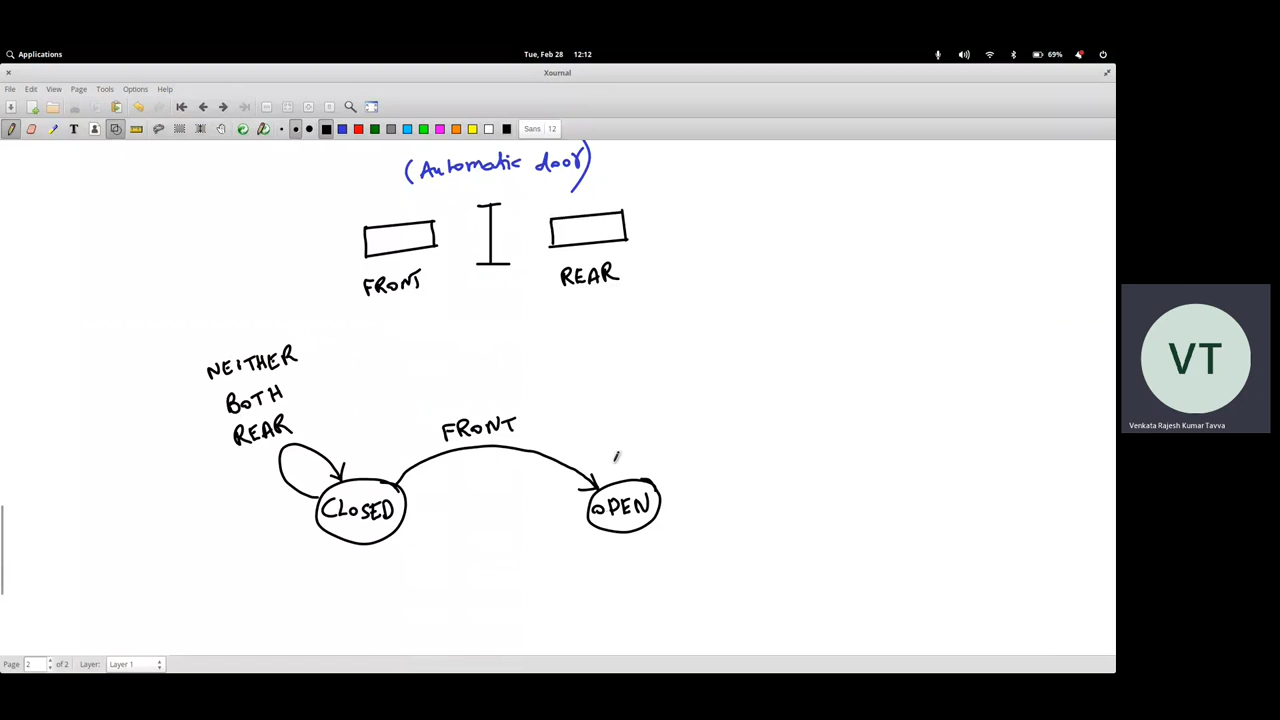 Applications
Tue, Feb 28 12:12
69%
Xournal
File Edit View Page Tools Options Help
Sans 12
(Automatic door)
FRONT
REAR
NEITHER
BOTH
REAR
FRONT
CLOSED
OPEN
VT
Venkata Rajesh Kumar Tavva
Page 2 of 2 Layer: Layer 1